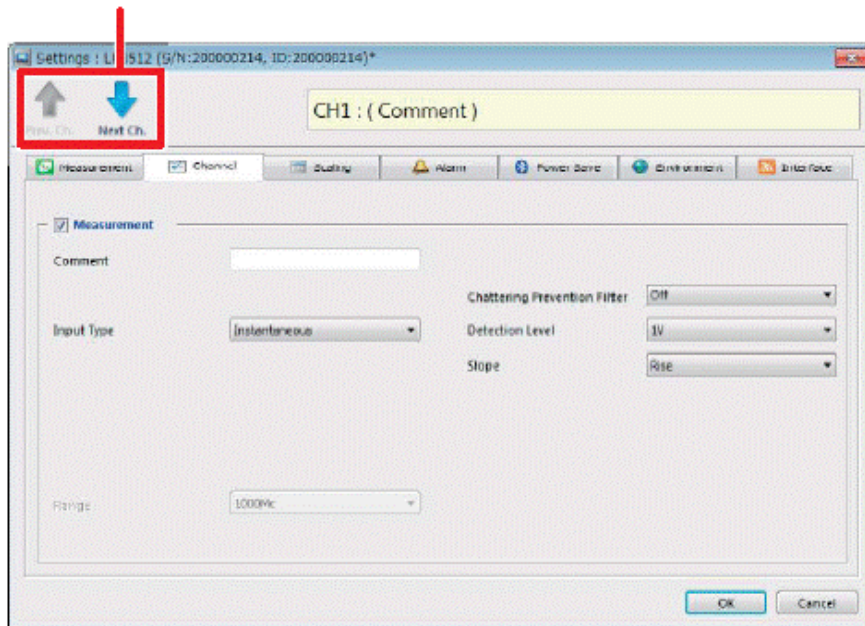 Settings : LR8512 (S/N:200000214, ID:200000214)*
Prev. Ch.
Next Ch.
CH1 : ( Comment )
Measurement
Channel
Scaling
Alarm
Power Save
Environment
Interface
Measurement
Comment
Chattering Prevention Filter
Off
Input Type
Instantaneous
Detection Level
1V
Slope
Rise
Range
1000Mc
OK
Cancel